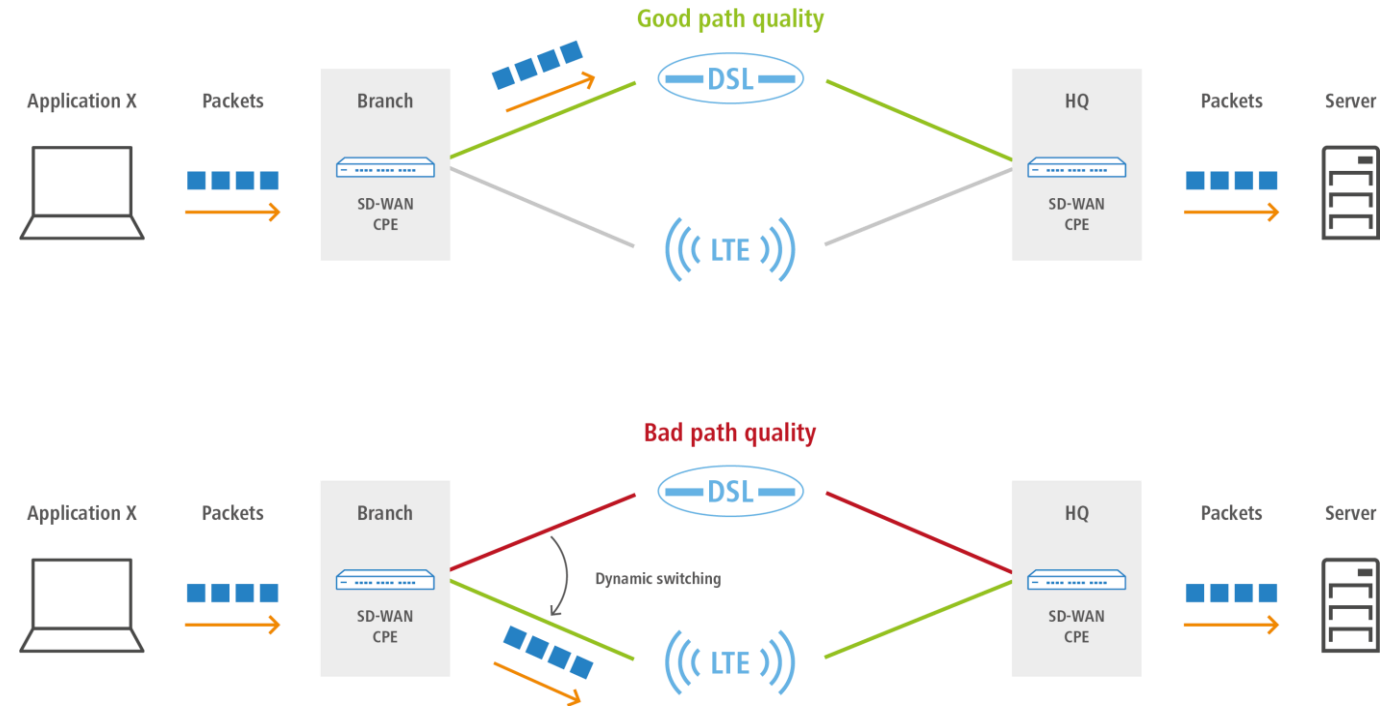 Good path quality
DSL
Application X
Packets
Branch
HQ
Packets
Server
SD-WAN
CPE
SD-WAN
CPE
LTE
Bad path quality
DSL
Application X
Packets
Branch
HQ
Packets
Server
Dynamic switching
SD-WAN
CPE
SD-WAN
CPE
LTE